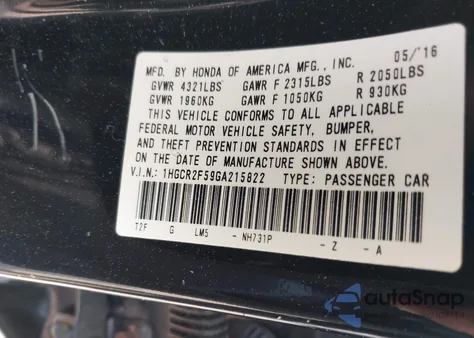 MFD. BY HONDA OF AMERICA MFG., INC. 05/'16
GVWR 4321LBS GAWR F 2315LBS R 2050LBS
GVWR 1960KG GAWR F 1050KG R 930KG
THIS VEHICLE CONFORMS TO ALL APPLICABLE
FEDERAL MOTOR VEHICLE SAFETY, BUMPER,
AND THEFT PREVENTION STANDARDS IN EFFECT
ON THE DATE OF MANUFACTURE SHOWN ABOVE.
V.I.N.: 1HGCR2F59GA215822 TYPE: PASSENGER CAR
T2F G LM5 - NH731P - Z - A
autoSnap